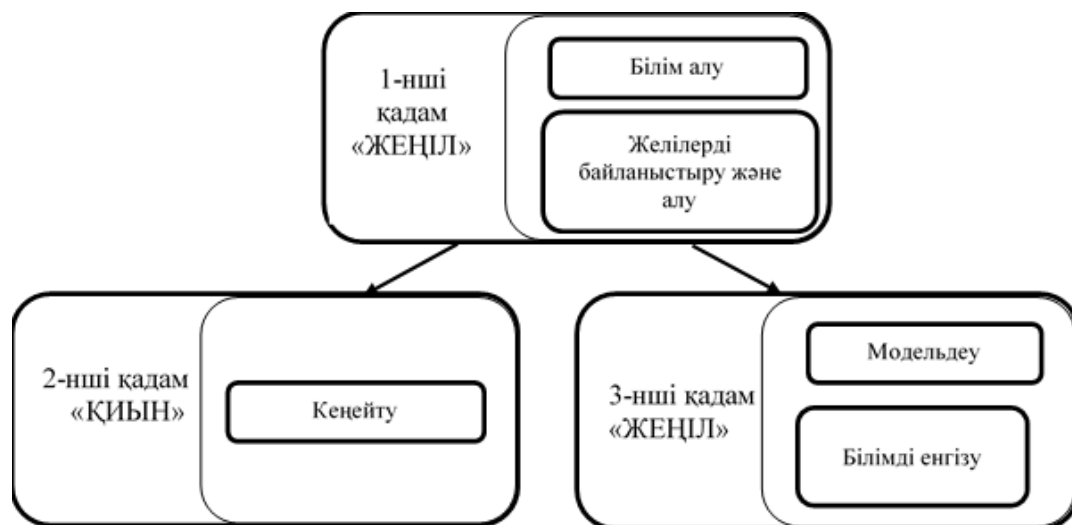 1-нші
қадам
«ЖЕҢІЛ»
Білім алу
Желілерді
байланыстыру және
алу
2-нші қадам
«ҚИЫН»
Кеңейту
3-нші қадам
«ЖЕҢІЛ»
Модельдеу
Білімді енгізу